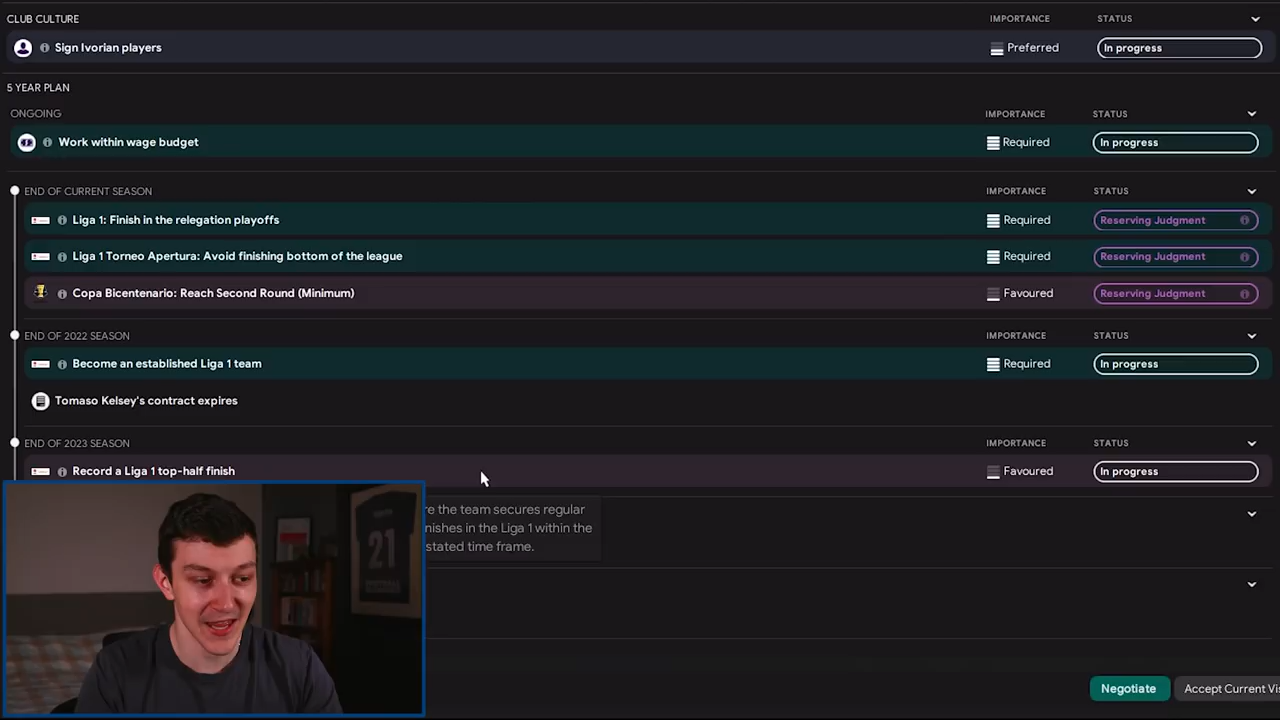 CLUB CULTURE IMPORTANCE STATUS
Sign Ivorian players Preferred In progress
5 YEAR PLAN
ONGOING IMPORTANCE STATUS
Work within wage budget Required In progress
END OF CURRENT SEASON IMPORTANCE STATUS
Liga 1: Finish in the relegation playoffs Required Reserving Judgment
Liga 1 Torneo Apertura: Avoid finishing bottom of the league Required Reserving Judgment
Copa Bicentenario: Reach Second Round (Minimum) Favoured Reserving Judgment
END OF 2022 SEASON IMPORTANCE STATUS
Become an established Liga 1 team Required In progress
Tomaso Kelsey's contract expires
END OF 2023 SEASON IMPORTANCE STATUS
Record a Liga 1 top-half finish Favoured In progress
re the team secures regular
nishes in the Liga 1 within the
stated time frame.
21
Negotiate Accept Current Vis